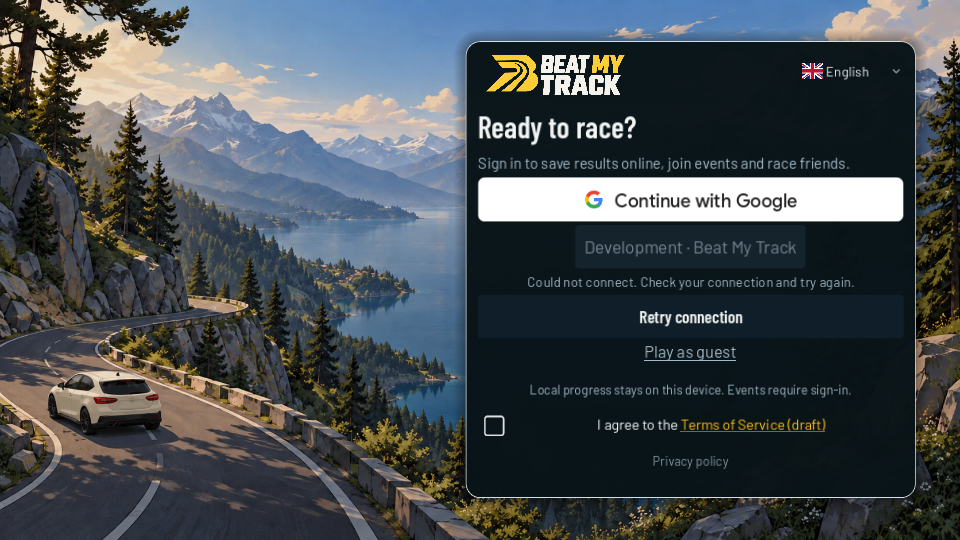 BEAT MY
TRACK
English
Ready to race?
Sign in to save results online, join events and race friends.
Continue with Google
Development · Beat My Track
Could not connect. Check your connection and try again.
Retry connection
Play as guest
Local progress stays on this device. Events require sign-in.
I agree to the Terms of Service (draft)
Privacy policy